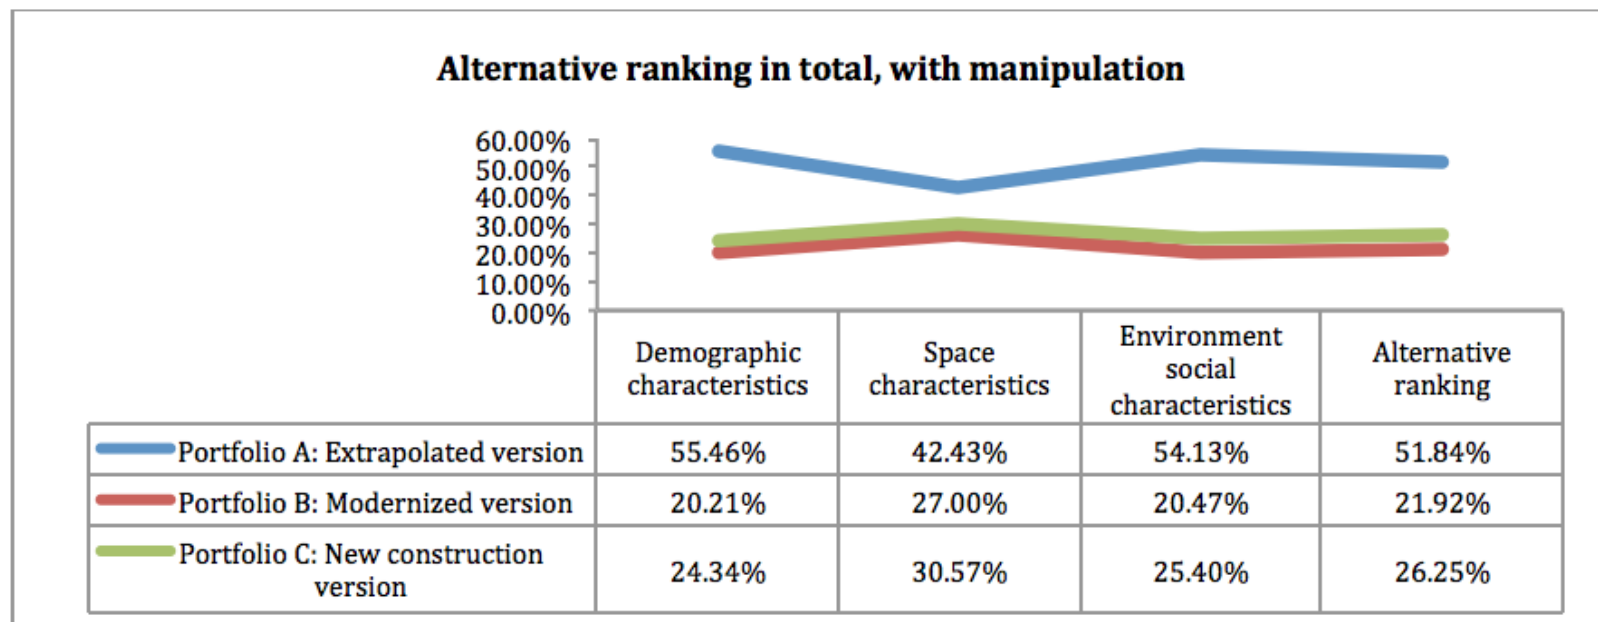 Alternative ranking in total, with manipulation
60.00%
50.00%
40.00%
30.00%
20.00%
10.00%
0.00%
Demographic
characteristics
Space
characteristics
Environment
social
characteristics
Alternative
ranking
Portfolio A: Extrapolated version 55.46% 42.43% 54.13% 51.84%
Portfolio B: Modernized version 20.21% 27.00% 20.47% 21.92%
Portfolio C: New construction
version
24.34% 30.57% 25.40% 26.25%